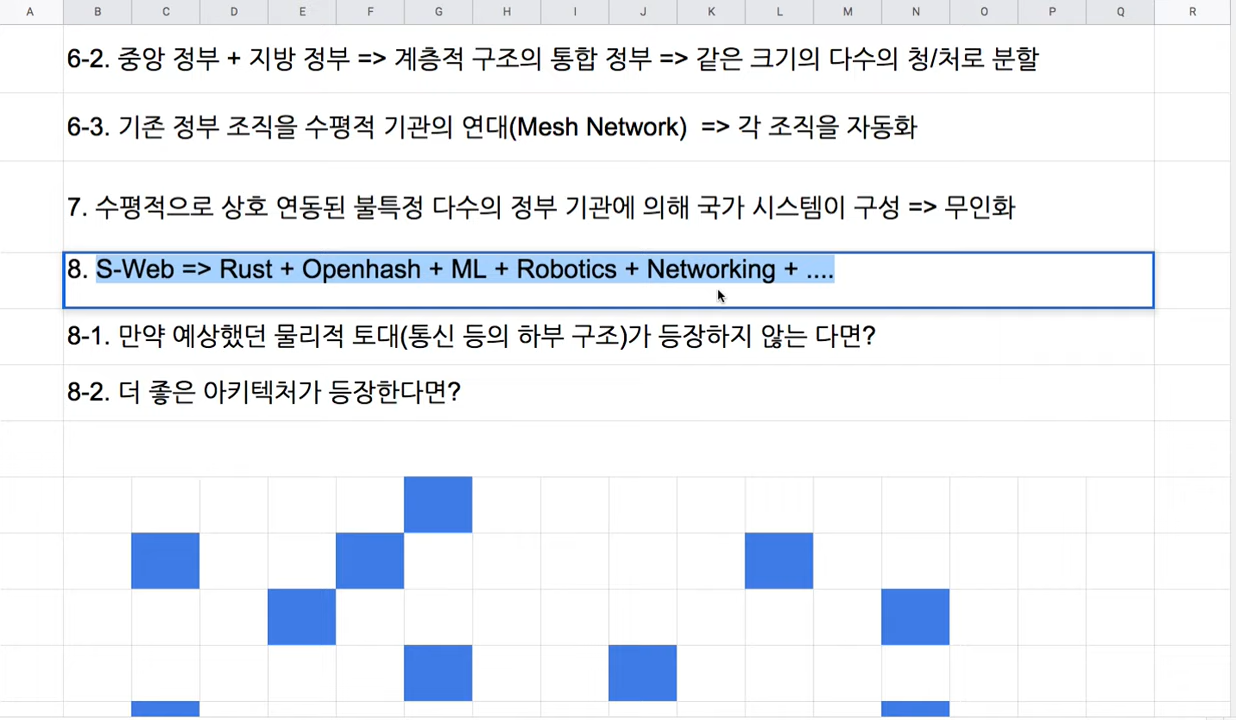 A B C D E F G H I J K L M N O P Q R
6-2. 중앙 정부 + 지방 정부 => 계층적 구조의 통합 정부 => 같은 크기의 다수의 청/처로 분할
6-3. 기존 정부 조직을 수평적 기관의 연대(Mesh Network)  => 각 조직을 자동화
7. 수평적으로 상호 연동된 불특정 다수의 정부 기관에 의해 국가 시스템이 구성 => 무인화
8. S-Web => Rust + Openhash + ML + Robotics + Networking + ....
8-1. 만약 예상했던 물리적 토대(통신 등의 하부 구조)가 등장하지 않는 다면?
8-2. 더 좋은 아키텍처가 등장한다면?